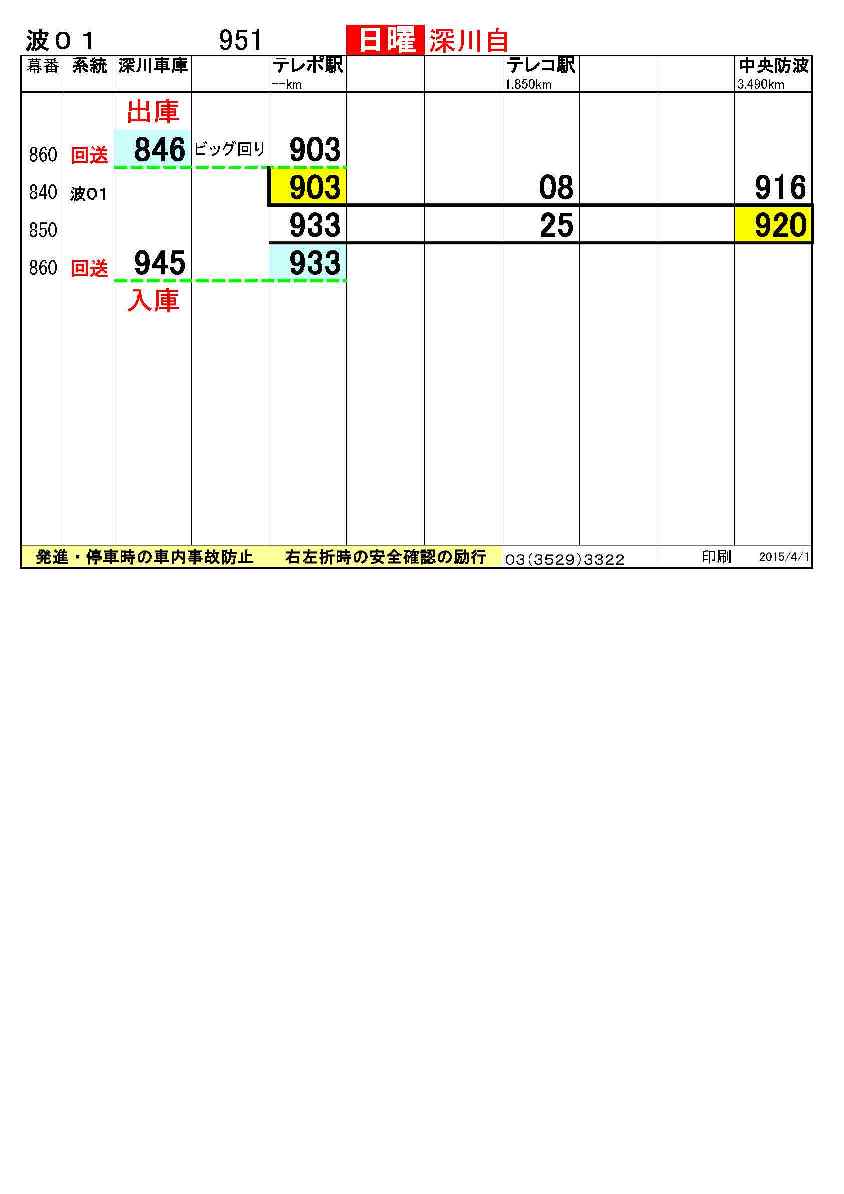 波01 951 日曜 深川自
幕番 系統 深川車庫 テレポ駅 テレコ駅 中央防波
--km 1.850km 3.490km
出庫
860 回送 846 ビッグ回り 903
840 波01 903 08 916
850 933 25 920
860 回送 945 933
入庫
発進・停車時の車内事故防止 右左折時の安全確認の励行 03(3529)3322 印刷 2015/4/1